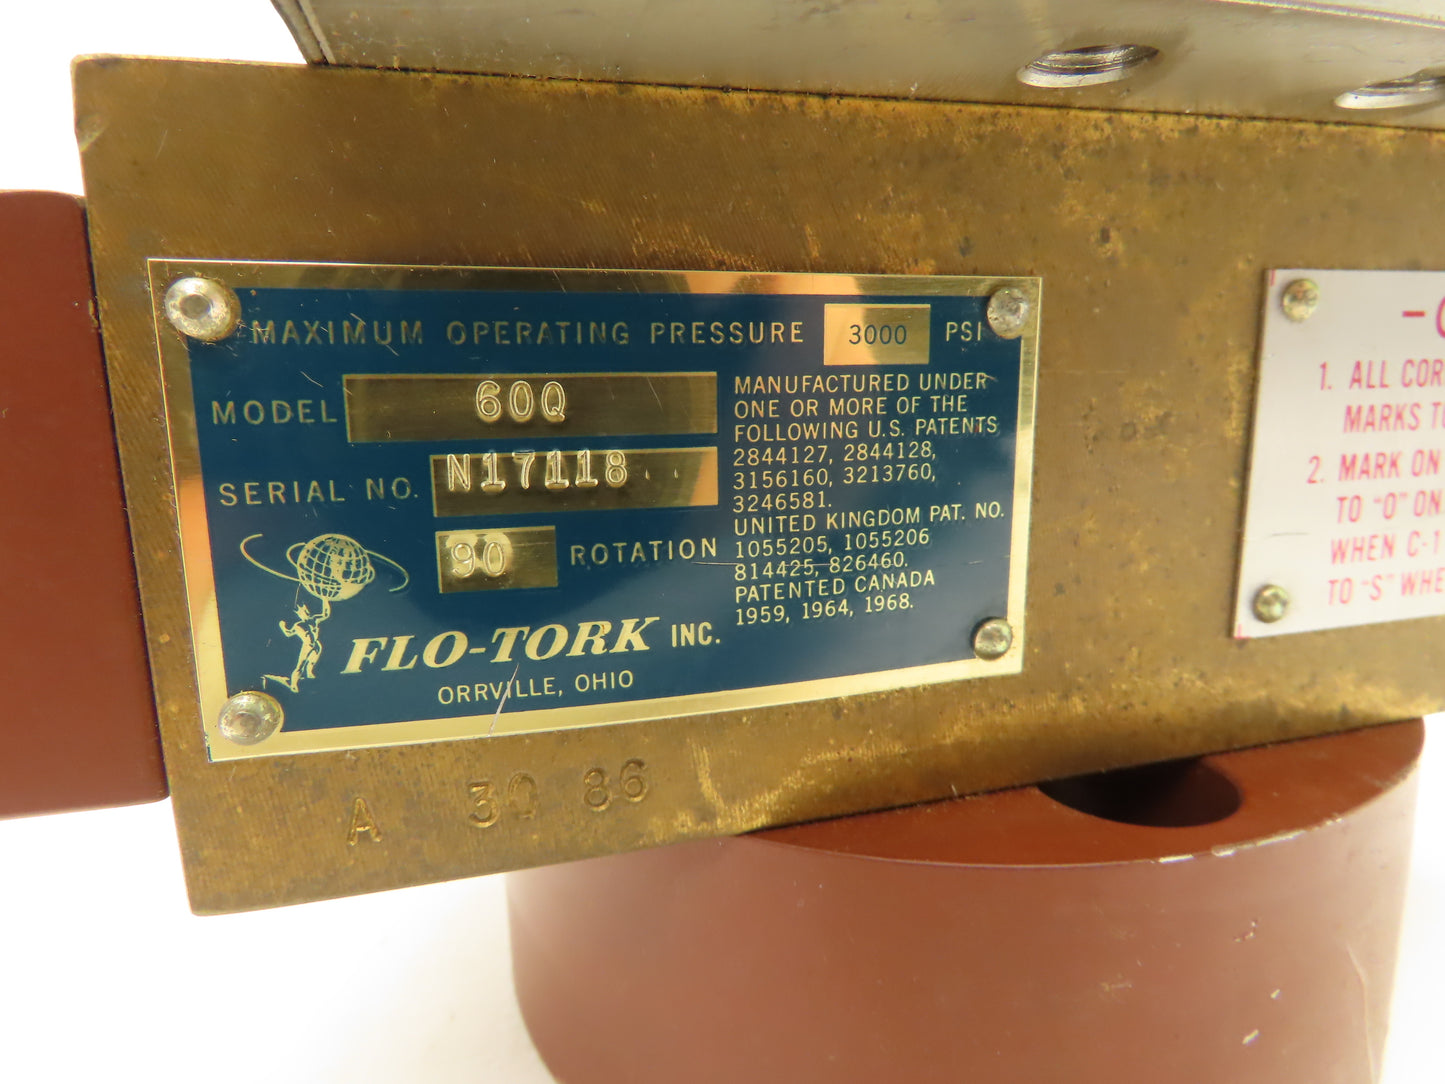 MAXIMUM OPERATING PRESSURE 3000 PSI
MODEL 60Q
SERIAL NO. N17118
90 ROTATION
FLO-TORK INC.
ORRVILLE, OHIO
MANUFACTURED UNDER
ONE OR MORE OF THE
FOLLOWING U.S. PATENTS
2844127, 2844128,
3156160, 3213760,
3246581.
UNITED KINGDOM PAT. NO.
1055205, 1055206
814425, 826460.
PATENTED CANADA
1959, 1964, 1968.
A 3Q 86
1. ALL COR
MARKS TO
2. MARK ON
TO "O" ON
WHEN C-1
TO "S" WHE